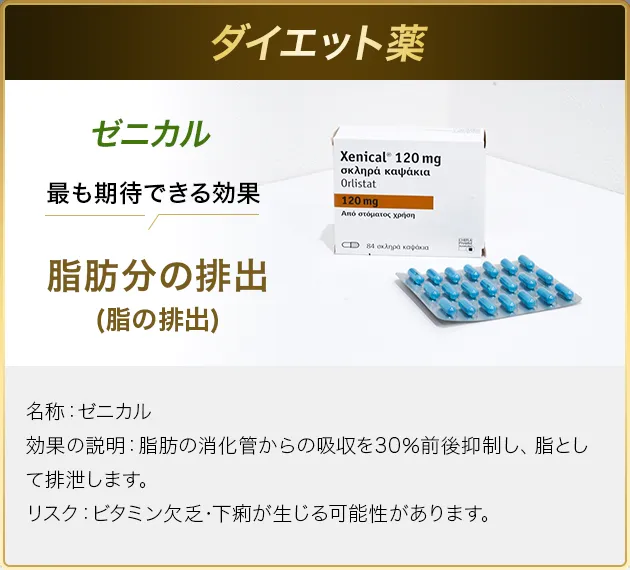 ダイエット薬
ゼニカル
最も期待できる効果
脂肪分の排出
(脂の排出)
Xenical® 120 mg
σκληρά καψάκια
Orlistat
120 mg
Από στόματος χρήση
84 σκληρά καψάκια
名称：ゼニカル
効果の説明：脂肪の消化管からの吸収を30%前後抑制し、脂とし
て排泄します。
リスク：ビタミン欠乏・下痢が生じる可能性があります。